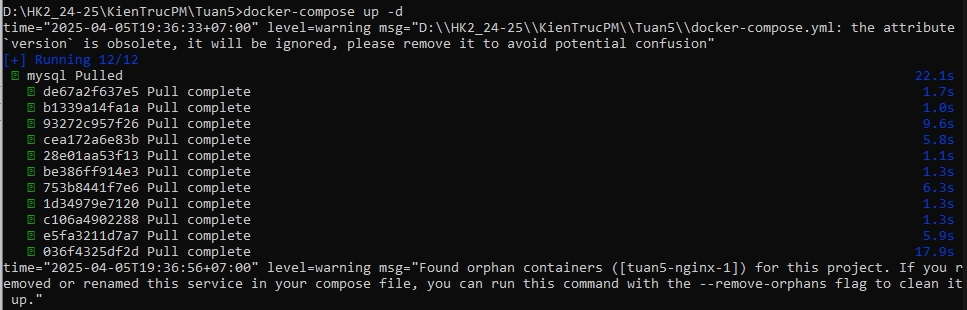 D:\HK2_24-25\KienTrucPM\Tuan5>docker-compose up -d
time="2025-04-05T19:36:33+07:00" level=warning msg="D:\\HK2_24-25\\KienTrucPM\\Tuan5\\docker-compose.yml: the attribute
`version` is obsolete, it will be ignored, please remove it to avoid potential confusion"
[+] Running 12/12
mysql Pulled 22.1s
de67a2f637e5 Pull complete 1.7s
b1339a14fa1a Pull complete 1.0s
93272c957f26 Pull complete 9.6s
cea172a6e83b Pull complete 5.8s
28e01aa53f13 Pull complete 1.1s
be386ff914e3 Pull complete 1.3s
753b8441f7e6 Pull complete 6.3s
1d34979e7120 Pull complete 1.3s
c106a4902288 Pull complete 1.3s
e5fa3211d7a7 Pull complete 5.9s
036f4325df2d Pull complete 17.9s
time="2025-04-05T19:36:56+07:00" level=warning msg="Found orphan containers ([tuan5-nginx-1]) for this project. If you r
emoved or renamed this service in your compose file, you can run this command with the --remove-orphans flag to clean it
 up."